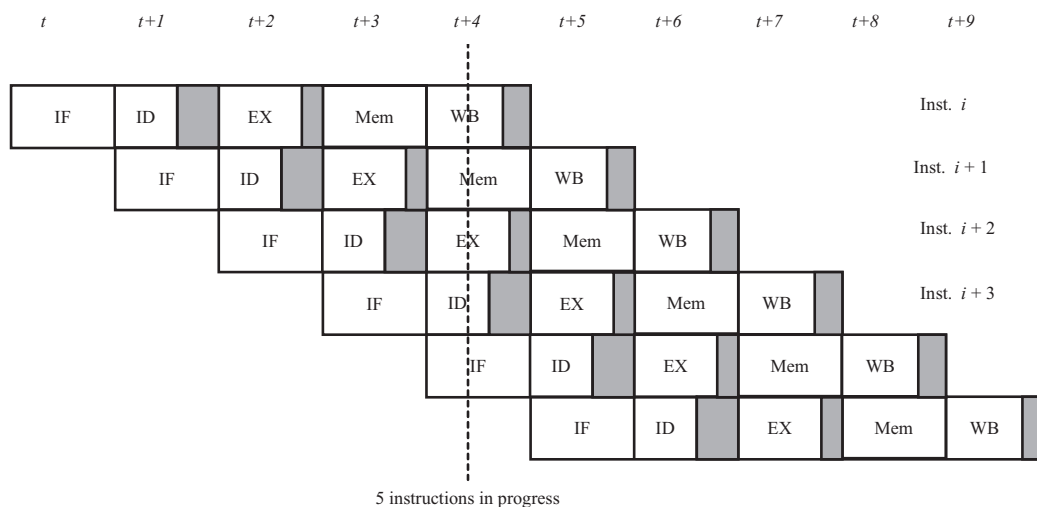 t t+1 t+2 t+3 t+4 t+5 t+6 t+7 t+8 t+9
IF ID EX Mem WB Inst. i
IF ID EX Mem WB Inst. i + 1
IF ID EX Mem WB Inst. i + 2
IF ID EX Mem WB Inst. i + 3
IF ID EX Mem WB
IF ID EX Mem WB
5 instructions in progress